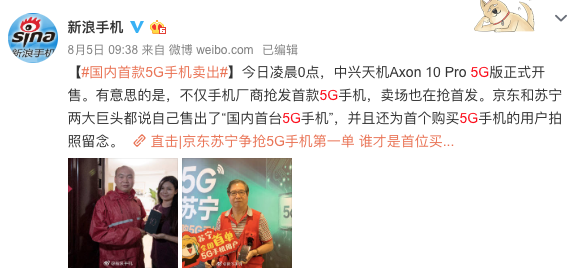 sina
新浪手机
新浪手机
8月5日 09:38 来自 微博 weibo.com 已编辑
【#国内首款5G手机卖出#】今日凌晨0点，中兴天机Axon 10 Pro 5G版正式开
售。有意思的是，不仅手机厂商抢发首款5G手机，卖场也在抢首发。京东和苏宁
两大巨头都说自己售出了“国内首台5G手机”，并且还为首个购买5G手机的用户拍
照留念。 直击|京东苏宁争抢5G手机第一单 谁才是首位买...
5G
苏宁
5G
苏宁
全国首单
5G手机用户